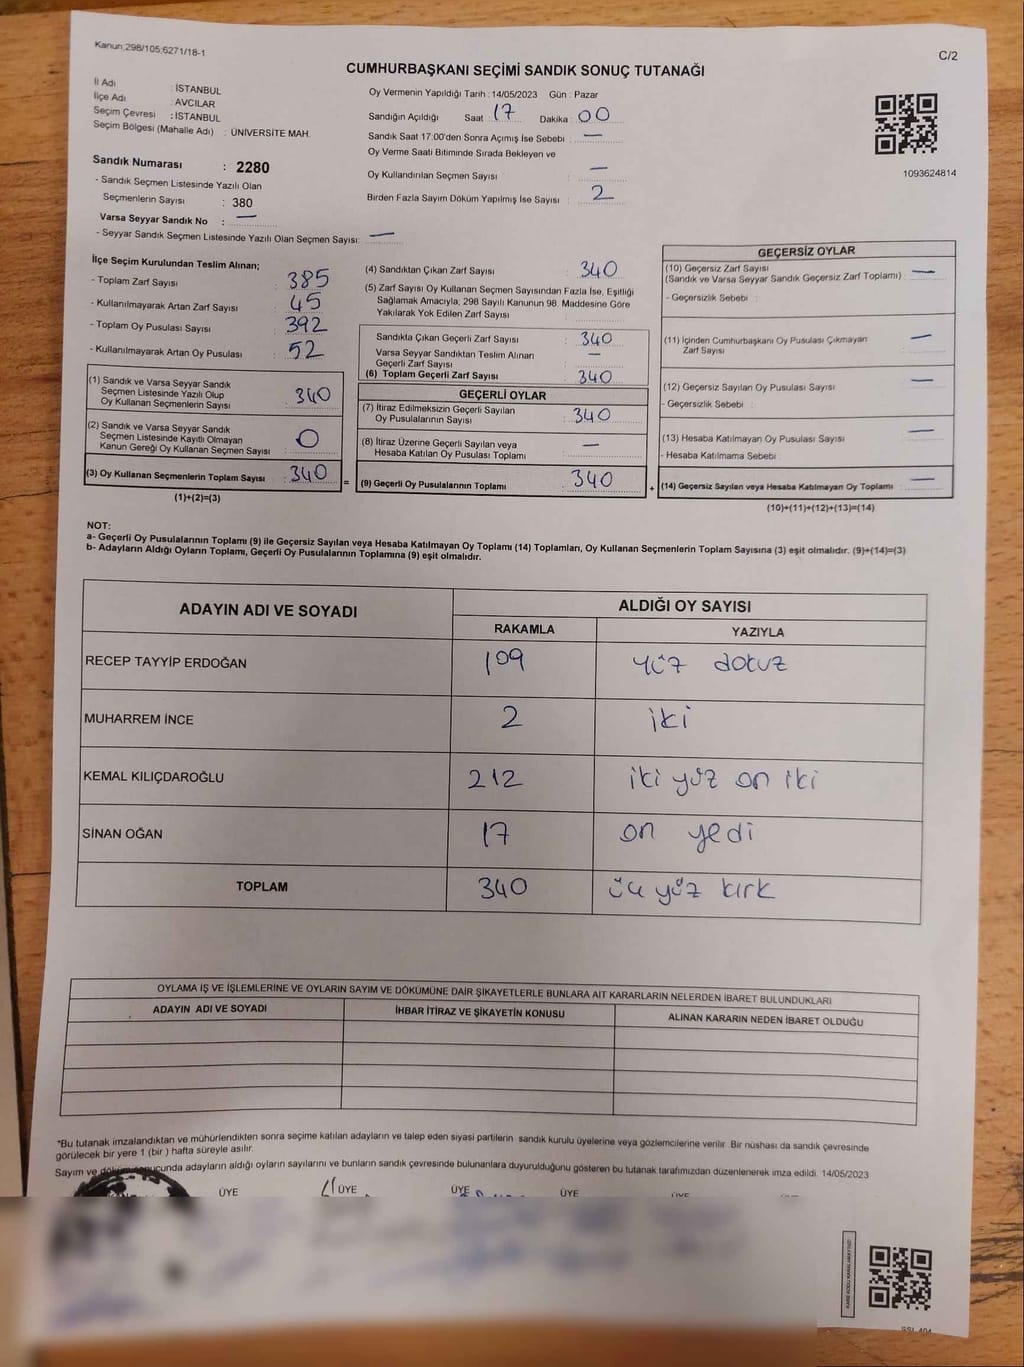 Kanun;298/105;6271/18-1
C/2
CUMHURBAŞKANI SEÇİMİ SANDIK SONUÇ TUTANAĞI
İl Adı : İSTANBUL
İlçe Adı : AVCILAR
Seçim Çevresi : İSTANBUL
Seçim Bölgesi (Mahalle Adı) : ÜNİVERSİTE MAH.
Sandık Numarası : 2280
- Sandık Seçmen Listesinde Yazılı Olan
Seçmenlerin Sayısı : 380
Varsa Seyyar Sandık No : —
- Seyyar Sandık Seçmen Listesinde Yazılı Olan Seçmen Sayısı: —
Oy Vermenin Yapıldığı Tarih : 14/05/2023 Gün : Pazar
Sandığın Açıldığı Saat : 17 Dakika : 00
Sandık Saat 17:00'den Sonra Açımış İse Sebebi : —
Oy Verme Saati Bitiminde Sırada Bekleyen ve
Oy Kullandırılan Seçmen Sayısı : —
Birden Fazla Sayım Döküm Yapılmış İse Sayısı : 2
1093624814
İlçe Seçim Kurulundan Teslim Alınan;
- Toplam Zarf Sayısı : 385
- Kullanılmayarak Artan Zarf Sayısı : 45
- Toplam Oy Pusulası Sayısı : 392
- Kullanılmayarak Artan Oy Pusulası : 52
(1) Sandık ve Varsa Seyyar Sandık
Seçmen Listesinde Yazılı Olup
Oy Kullanan Seçmenlerin Sayısı : 340
(2) Sandık ve Varsa Seyyar Sandık
Seçmen Listesinde Kayıtlı Olmayan
Kanun Gereği Oy Kullanan Seçmen Sayısı : 0
(3) Oy Kullanan Seçmenlerin Toplam Sayısı : 340
(1)+(2)=(3)
(4) Sandıktan Çıkan Zarf Sayısı : 340
(5) Zarf Sayısı Oy Kullanan Seçmen Sayısından Fazla İse, Eşitliği
Sağlamak Amacıyla, 298 Sayılı Kanunun 98. Maddesine Göre
Yakılarak Yok Edilen Zarf Sayısı :
Sandıkta Çıkan Geçerli Zarf Sayısı : 340
Varsa Seyyar Sandıktan Teslim Alınan
Geçerli Zarf Sayısı : —
(6) Toplam Geçerli Zarf Sayısı : 340
GEÇERLİ OYLAR
(7) İtiraz Edilmeksizin Geçerli Sayılan
Oy Pusulalarının Sayısı : 340
(8) İtiraz Üzerine Geçerli Sayılan veya
Hesaba Katılan Oy Pusulası Toplamı : —
= (9) Geçerli Oy Pusulalarının Toplamı : 340
GEÇERSİZ OYLAR
(10) Geçersiz Zarf Sayısı
(Sandık ve Varsa Seyyar Sandık Geçersiz Zarf Toplamı) : —
- Geçersizlik Sebebi :
(11) İçinden Cumhurbaşkanı Oy Pusulası Çıkmayan
Zarf Sayısı : —
(12) Geçersiz Sayılan Oy Pusulası Sayısı : —
- Geçersizlik Sebebi :
(13) Hesaba Katılmayan Oy Pusulası Sayısı : —
- Hesaba Katılmama Sebebi :
+ (14) Geçersiz Sayılan veya Hesaba Katılmayan Oy Toplamı : —
(10)+(11)+(12)+(13)=(14)
NOT:
a- Geçerli Oy Pusulalarının Toplamı (9) ile Geçersiz Sayılan veya Hesaba Katılmayan Oy Toplamı (14) Toplamları, Oy Kullanan Seçmenlerin Toplam Sayısına (3) eşit olmalıdır. (9)+(14)=(3)
b- Adayların Aldığı Oyların Toplamı, Geçerli Oy Pusulalarının Toplamına (9) eşit olmalıdır.
ADAYIN ADI VE SOYADI ALDIĞI OY SAYISI
RAKAMLA YAZIYLA
RECEP TAYYİP ERDOĞAN 109 yüz dokuz
MUHARREM İNCE 2 iki
KEMAL KILIÇDAROĞLU 212 iki yüz on iki
SİNAN OĞAN 17 on yedi
TOPLAM 340 üç yüz kırk
OYLAMA İŞ VE İŞLEMLERİNE VE OYLARIN SAYIM VE DÖKÜMÜNE DAİR ŞİKAYETLERLE BUNLARA AİT KARARLARIN NELERDEN İBARET BULUNDUKLARI
ADAYIN ADI VE SOYADI İHBAR İTİRAZ VE ŞİKAYETİN KONUSU ALINAN KARARIN NEDEN İBARET OLDUĞU
*Bu tutanak imzalandıktan ve mühürlendikten sonra seçime katılan adayların ve talep eden siyasi partilerin sandık kurulu üyelerine veya gözlemcilerine verilir. Bir nüshası da sandık çevresinde
görülecek bir yere 1 (bir ) hafta süreyle asılır.
Sayım ve döküm sonucunda adayların aldığı oyların sayılarını ve bunların sandık çevresinde bulunanlara duyurulduğunu gösteren bu tutanak tarafımızdan düzenlenerek imza edildi. 14/05/2023
ÜYE ÜYE ÜYE ÜYE ÜYE